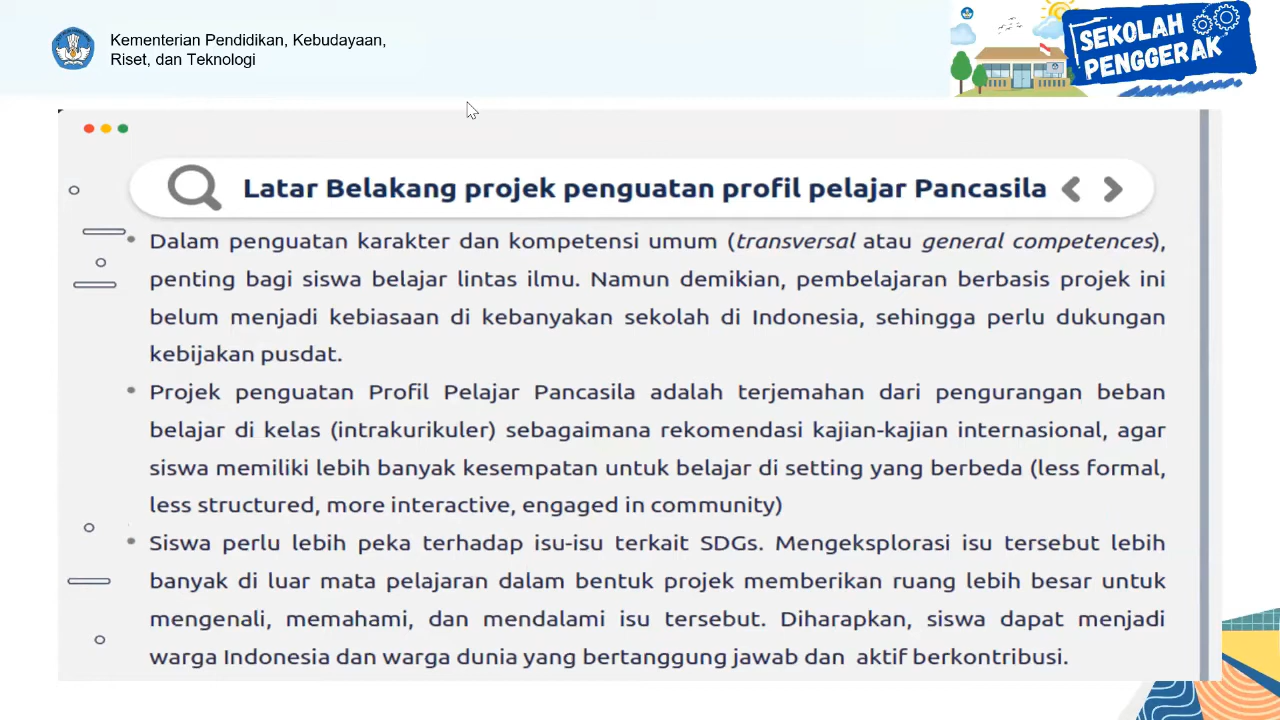 Kementerian Pendidikan, Kebudayaan,
Riset, dan Teknologi
SEKOLAH
PENGGERAK
Latar Belakang projek penguatan profil pelajar Pancasila
• Dalam penguatan karakter dan kompetensi umum (transversal atau general competences),
penting bagi siswa belajar lintas ilmu. Namun demikian, pembelajaran berbasis projek ini
belum menjadi kebiasaan di kebanyakan sekolah di Indonesia, sehingga perlu dukungan
kebijakan pusdat.
• Projek penguatan Profil Pelajar Pancasila adalah terjemahan dari pengurangan beban
belajar di kelas (intrakurikuler) sebagaimana rekomendasi kajian-kajian internasional, agar
siswa memiliki lebih banyak kesempatan untuk belajar di setting yang berbeda (less formal,
less structured, more interactive, engaged in community)
• Siswa perlu lebih peka terhadap isu-isu terkait SDGs. Mengeksplorasi isu tersebut lebih
banyak di luar mata pelajaran dalam bentuk projek memberikan ruang lebih besar untuk
mengenali, memahami, dan mendalami isu tersebut. Diharapkan, siswa dapat menjadi
warga Indonesia dan warga dunia yang bertanggung jawab dan aktif berkontribusi.